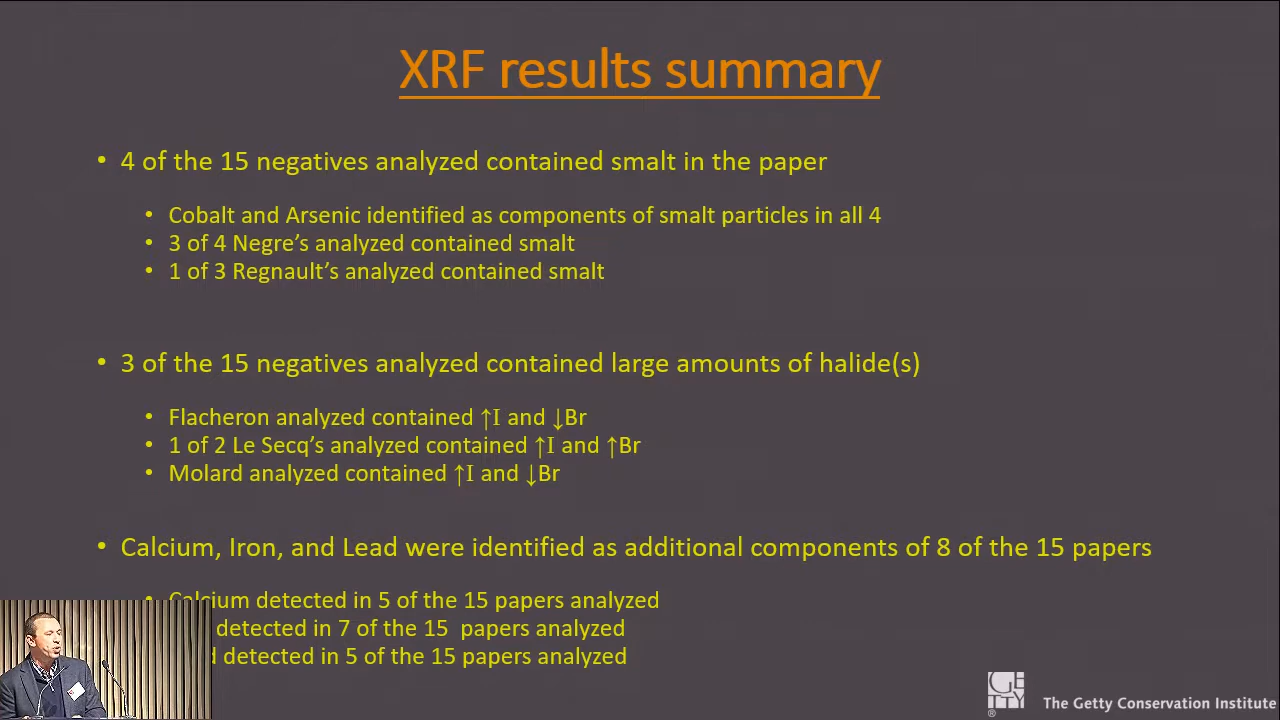 XRF results summary
• 4 of the 15 negatives analyzed contained smalt in the paper
• Cobalt and Arsenic identified as components of smalt particles in all 4
• 3 of 4 Negre’s analyzed contained smalt
• 1 of 3 Regnault’s analyzed contained smalt
• 3 of the 15 negatives analyzed contained large amounts of halide(s)
• Flacheron analyzed contained ↑I and ↓Br
• 1 of 2 Le Secq’s analyzed contained ↑I and ↑Br
• Molard analyzed contained ↑I and ↓Br
• Calcium, Iron, and Lead were identified as additional components of 8 of the 15 papers
• Calcium detected in 5 of the 15 papers analyzed
detected in 7 of the 15 papers analyzed
detected in 5 of the 15 papers analyzed
GETTY
® The Getty Conservation Institute